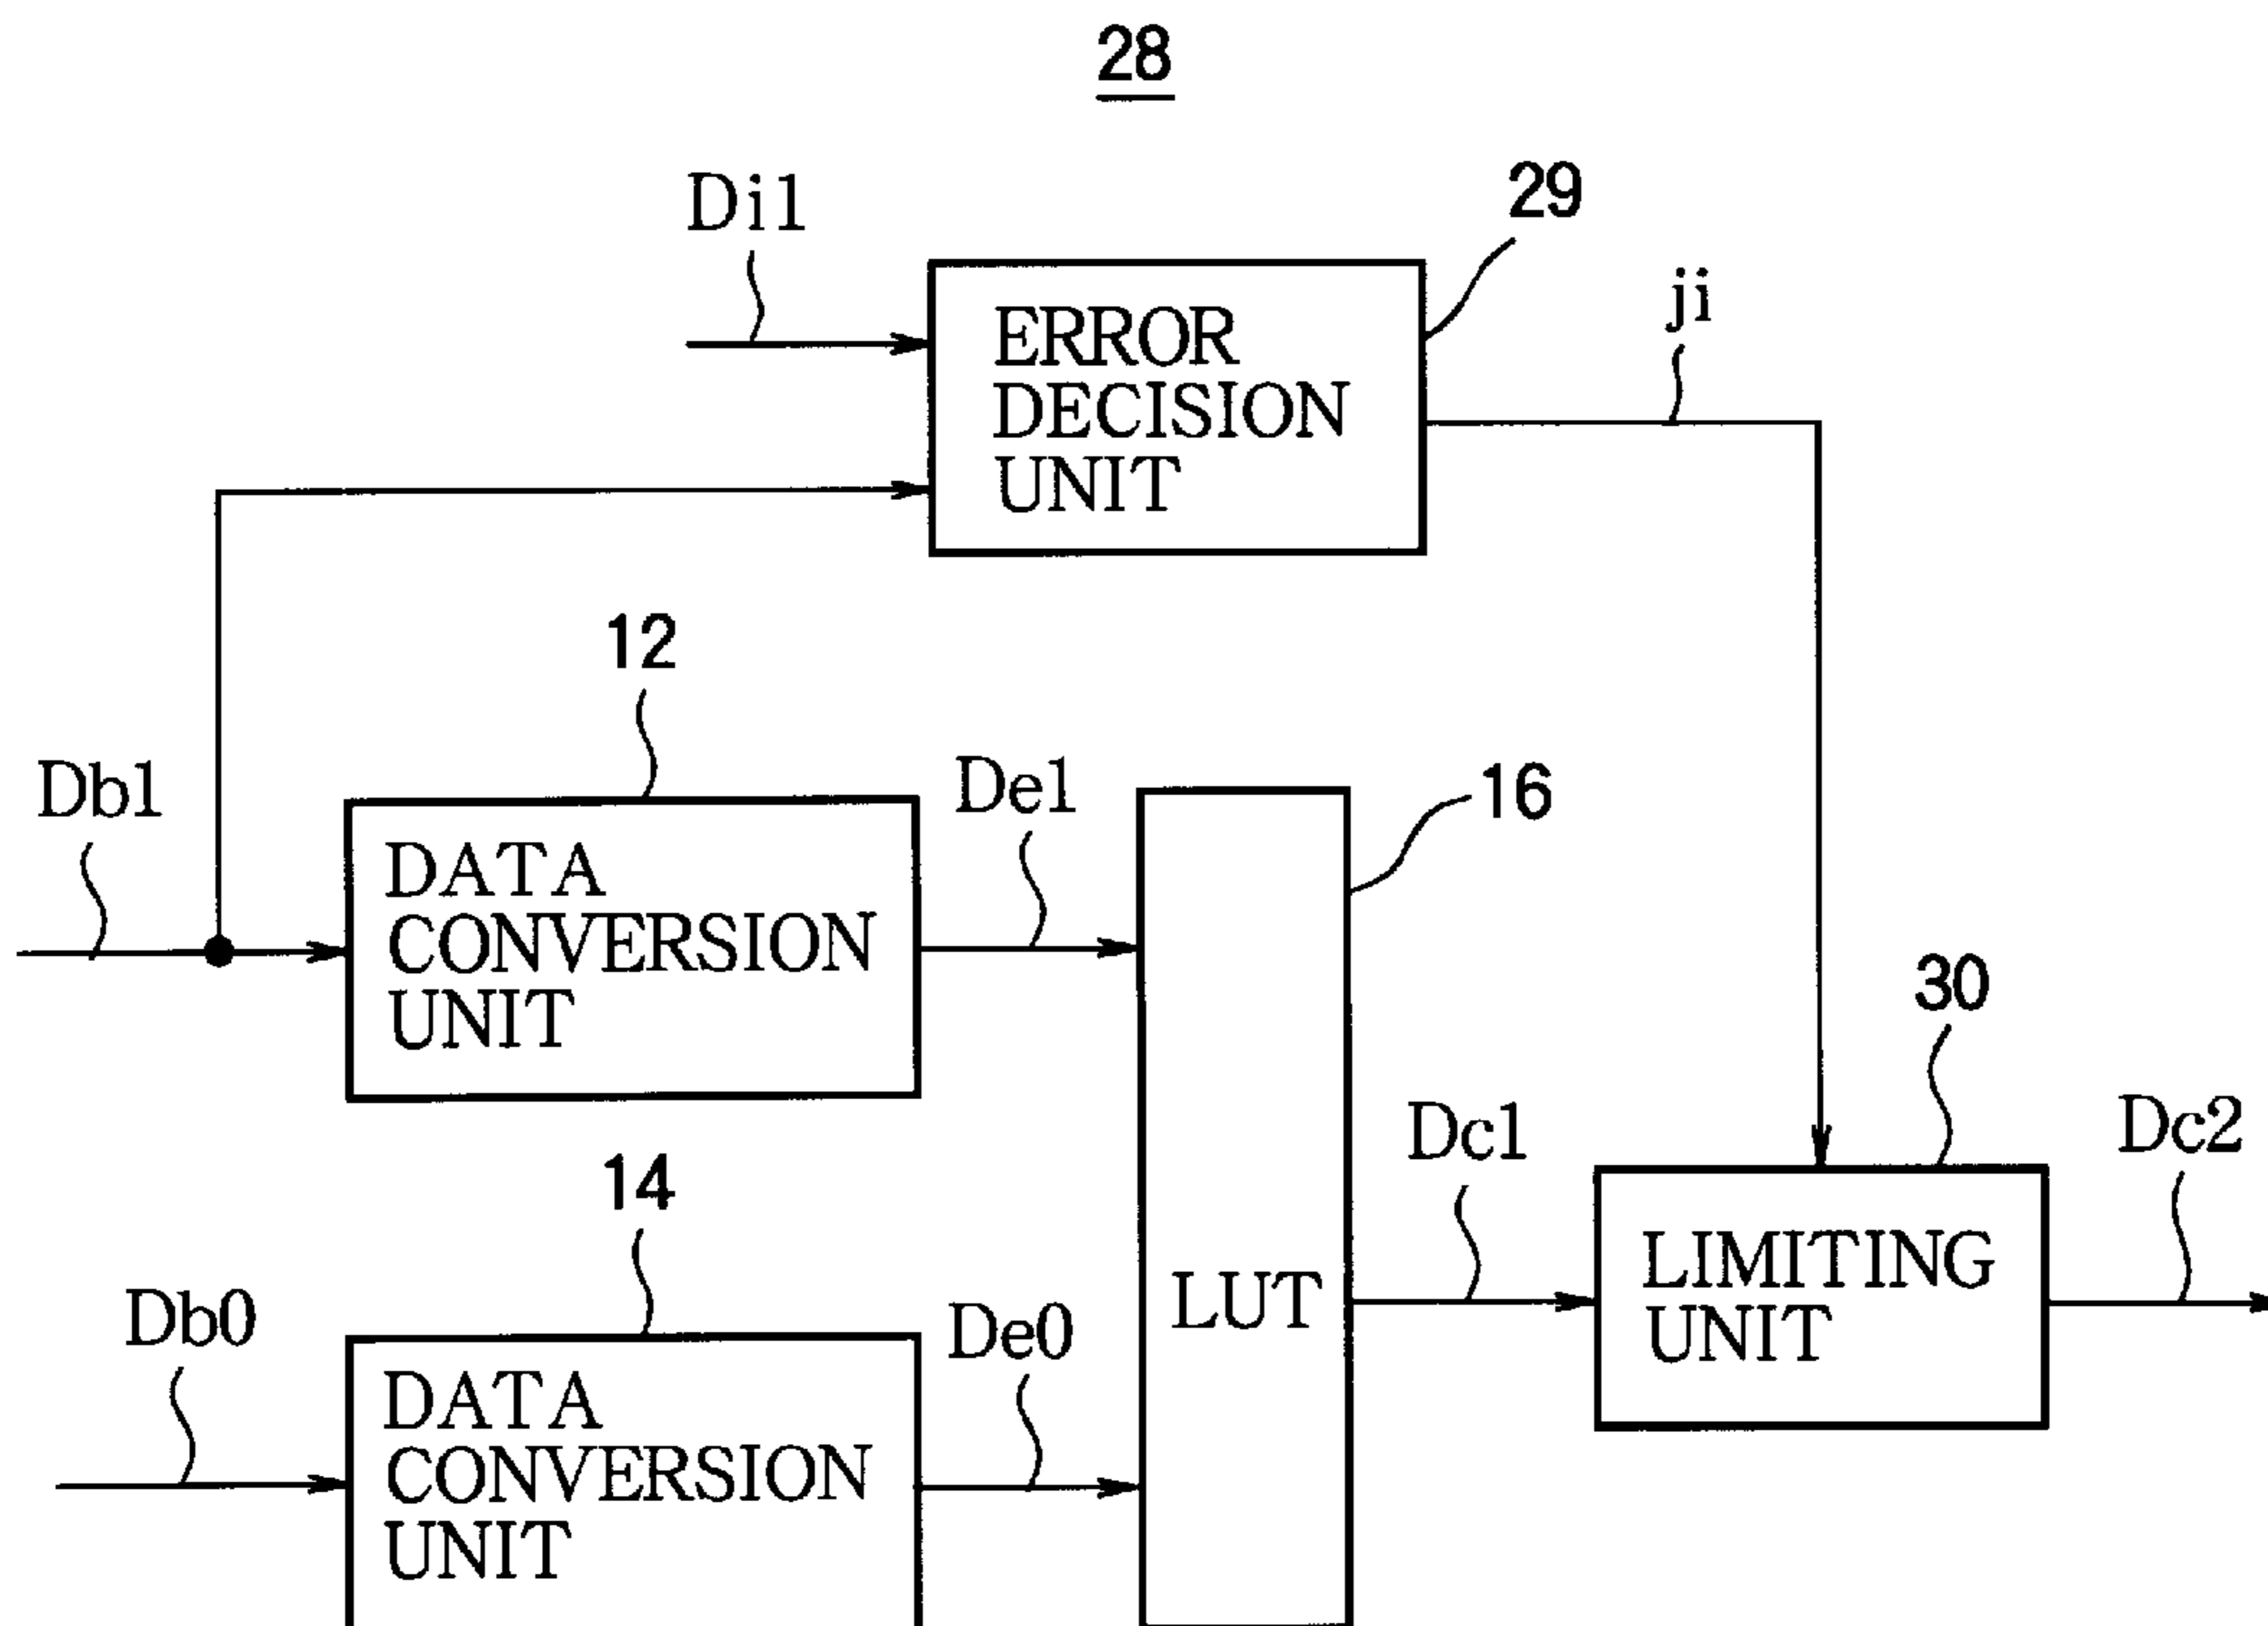 28
Di1
29
ji
ERROR
DECISION
UNIT
12
Db1
De1
16
DATA
CONVERSION
UNIT
30
Dc1
Dc2
14
LIMITING
UNIT
LUT
Db0
De0
DATA
CONVERSION
UNIT